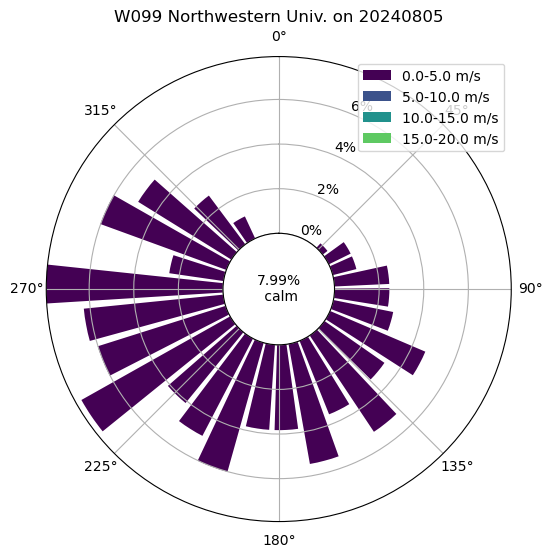 W099 Northwestern Univ. on 20240805
0°
0.0-5.0 m/s
5.0-10.0 m/s
10.0-15.0 m/s
15.0-20.0 m/s
315°
45°
6%
4%
2%
0%
7.99%
calm
270°
90°
225°
135°
180°